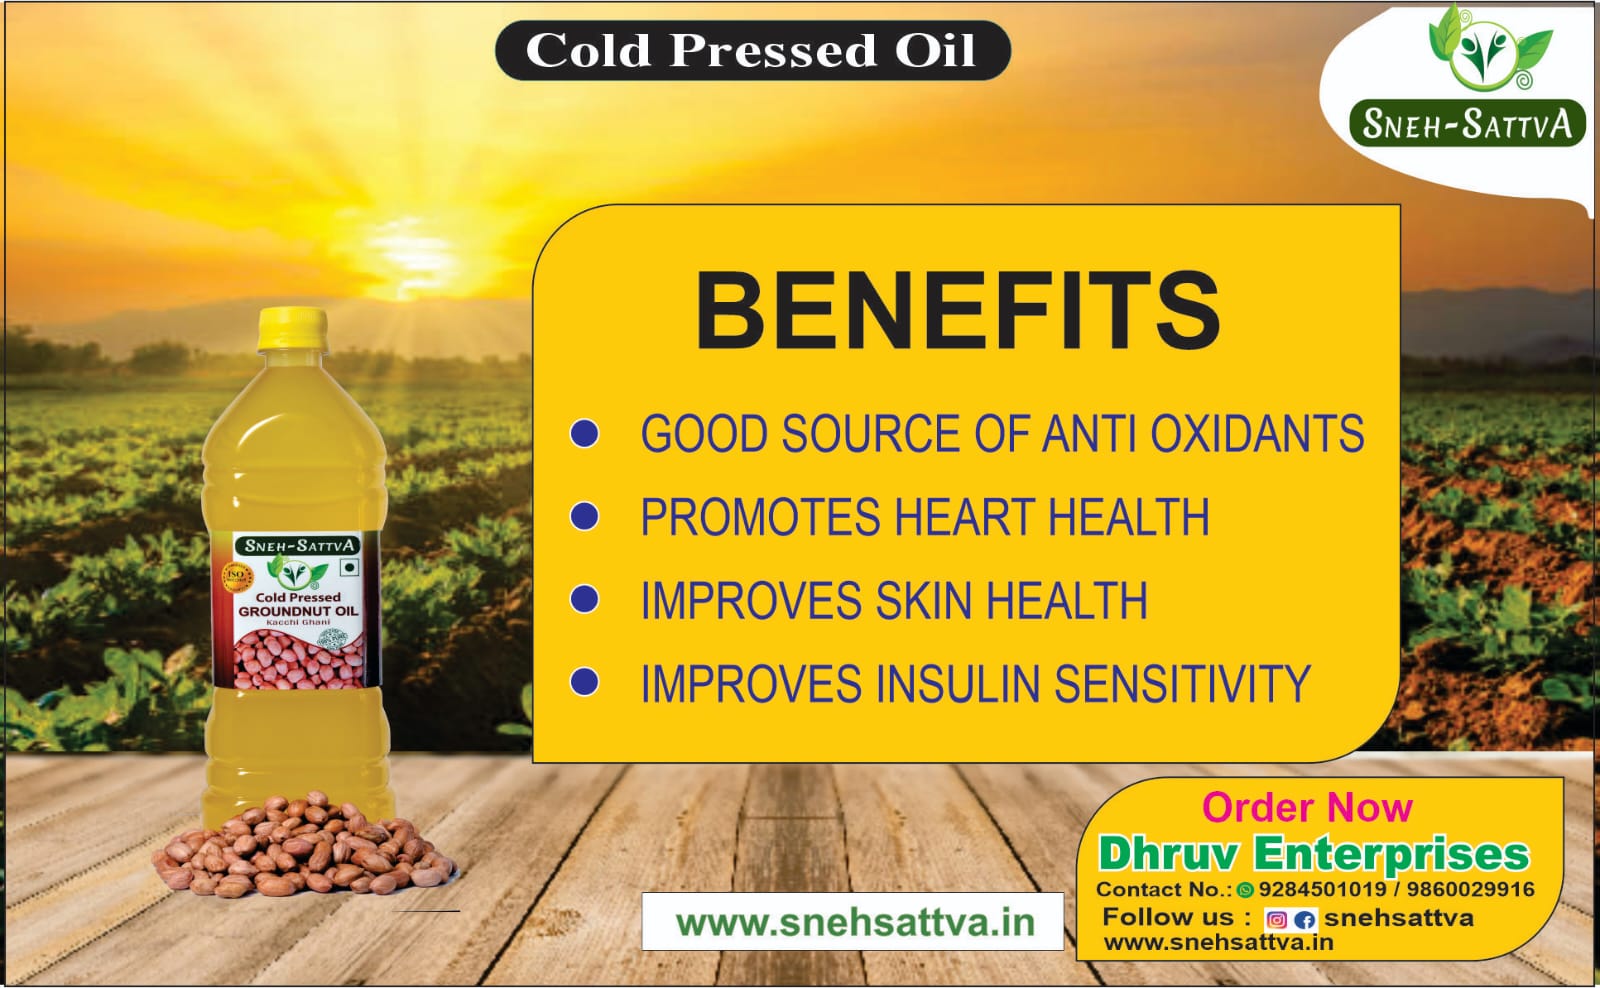 Cold Pressed Oil
SNEH-SATTVA
BENEFITS
GOOD SOURCE OF ANTI OXIDANTS
PROMOTES HEART HEALTH
IMPROVES SKIN HEALTH
IMPROVES INSULIN SENSITIVITY
SNEH-SATTVA
ISO
Cold Pressed
GROUNDNUT OIL
Kacchi Ghani
Order Now
Dhruv Enterprises
Contact No.: 9284501019 / 9860029916
Follow us : snehsattva
www.snehsattva.in
www.snehsattva.in